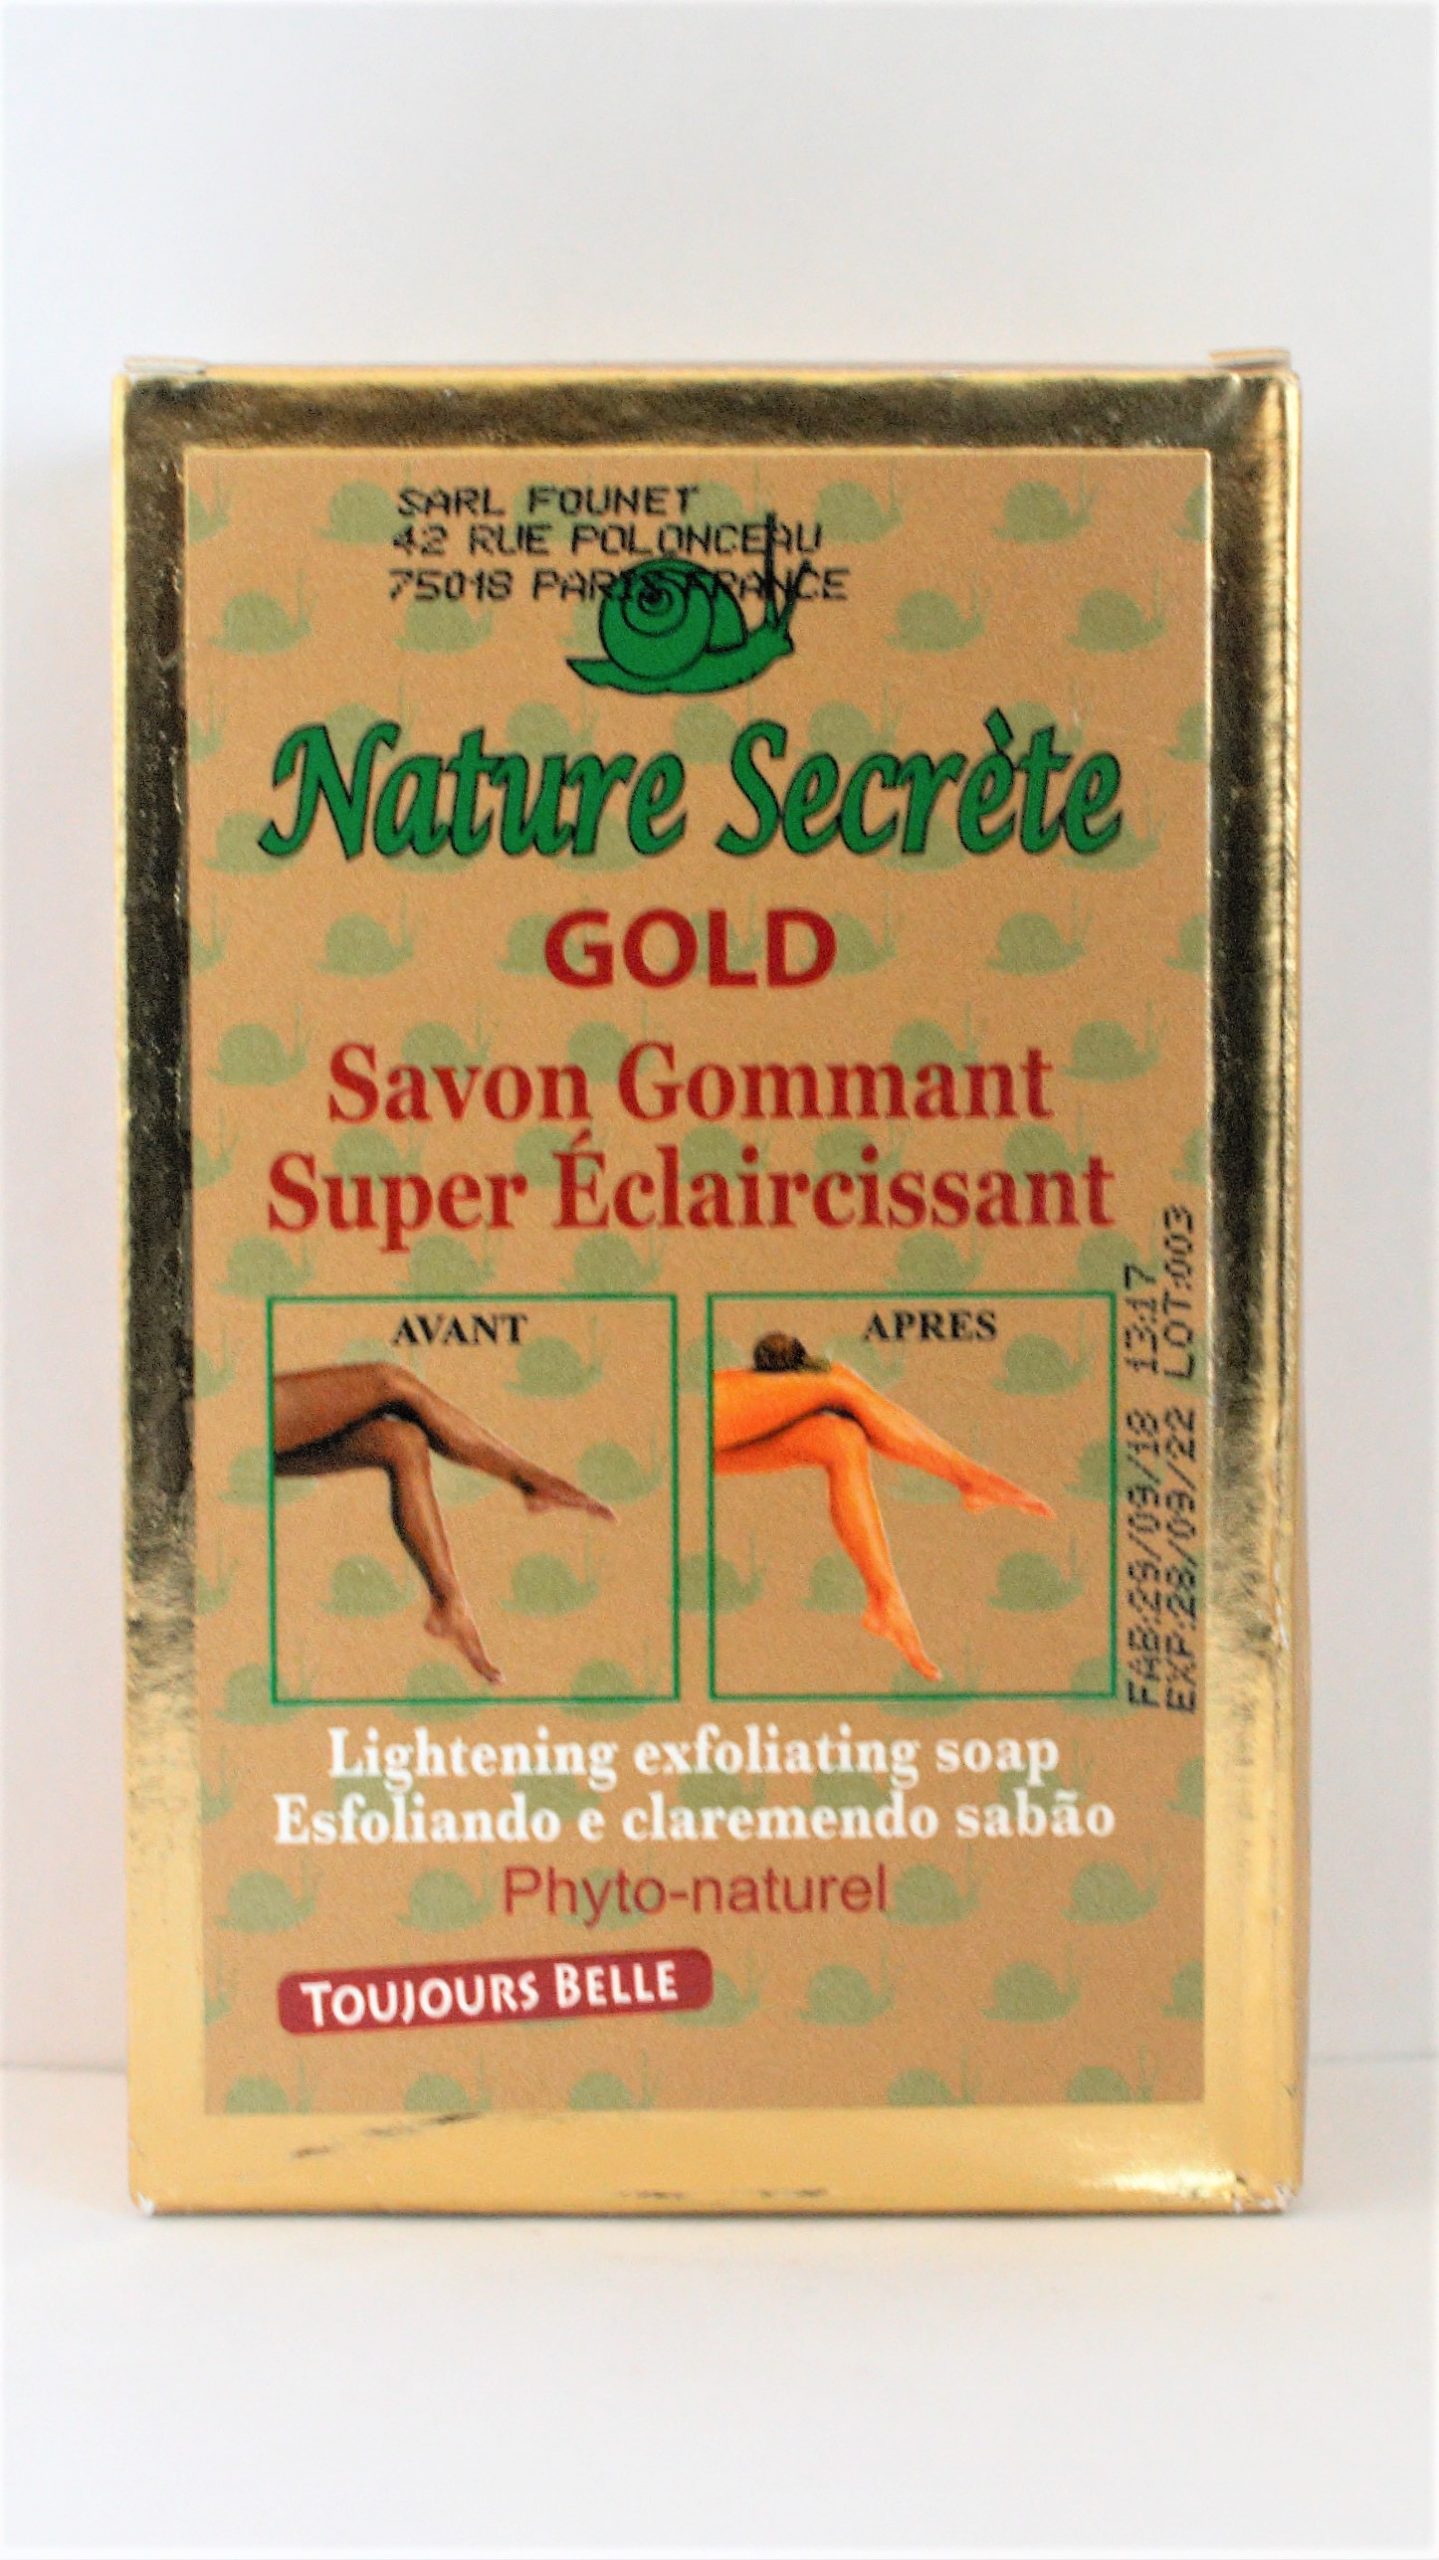 SARL FOUNET
42 RUE POLONCEAU
75018 PARIS FRANCE
Nature Secrète
GOLD
Savon Gommant
Super Éclaircissant
AVANT
APRES
FAB:29/09/18 13:17
EXP:28/09/22 LOT:003
Lightening exfoliating soap
Esfoliando e claremendo sabão
Phyto-naturel
TOUJOURS BELLE